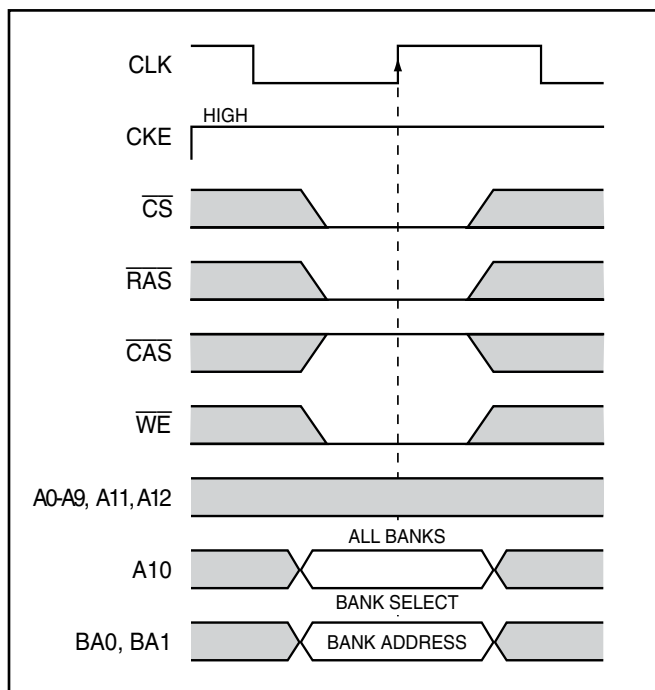 CLK
HIGH
CKE
CS
RAS
CAS
WE
A0-A9, A11, A12
ALL BANKS
A10
BANK SELECT
BA0, BA1
BANK ADDRESS